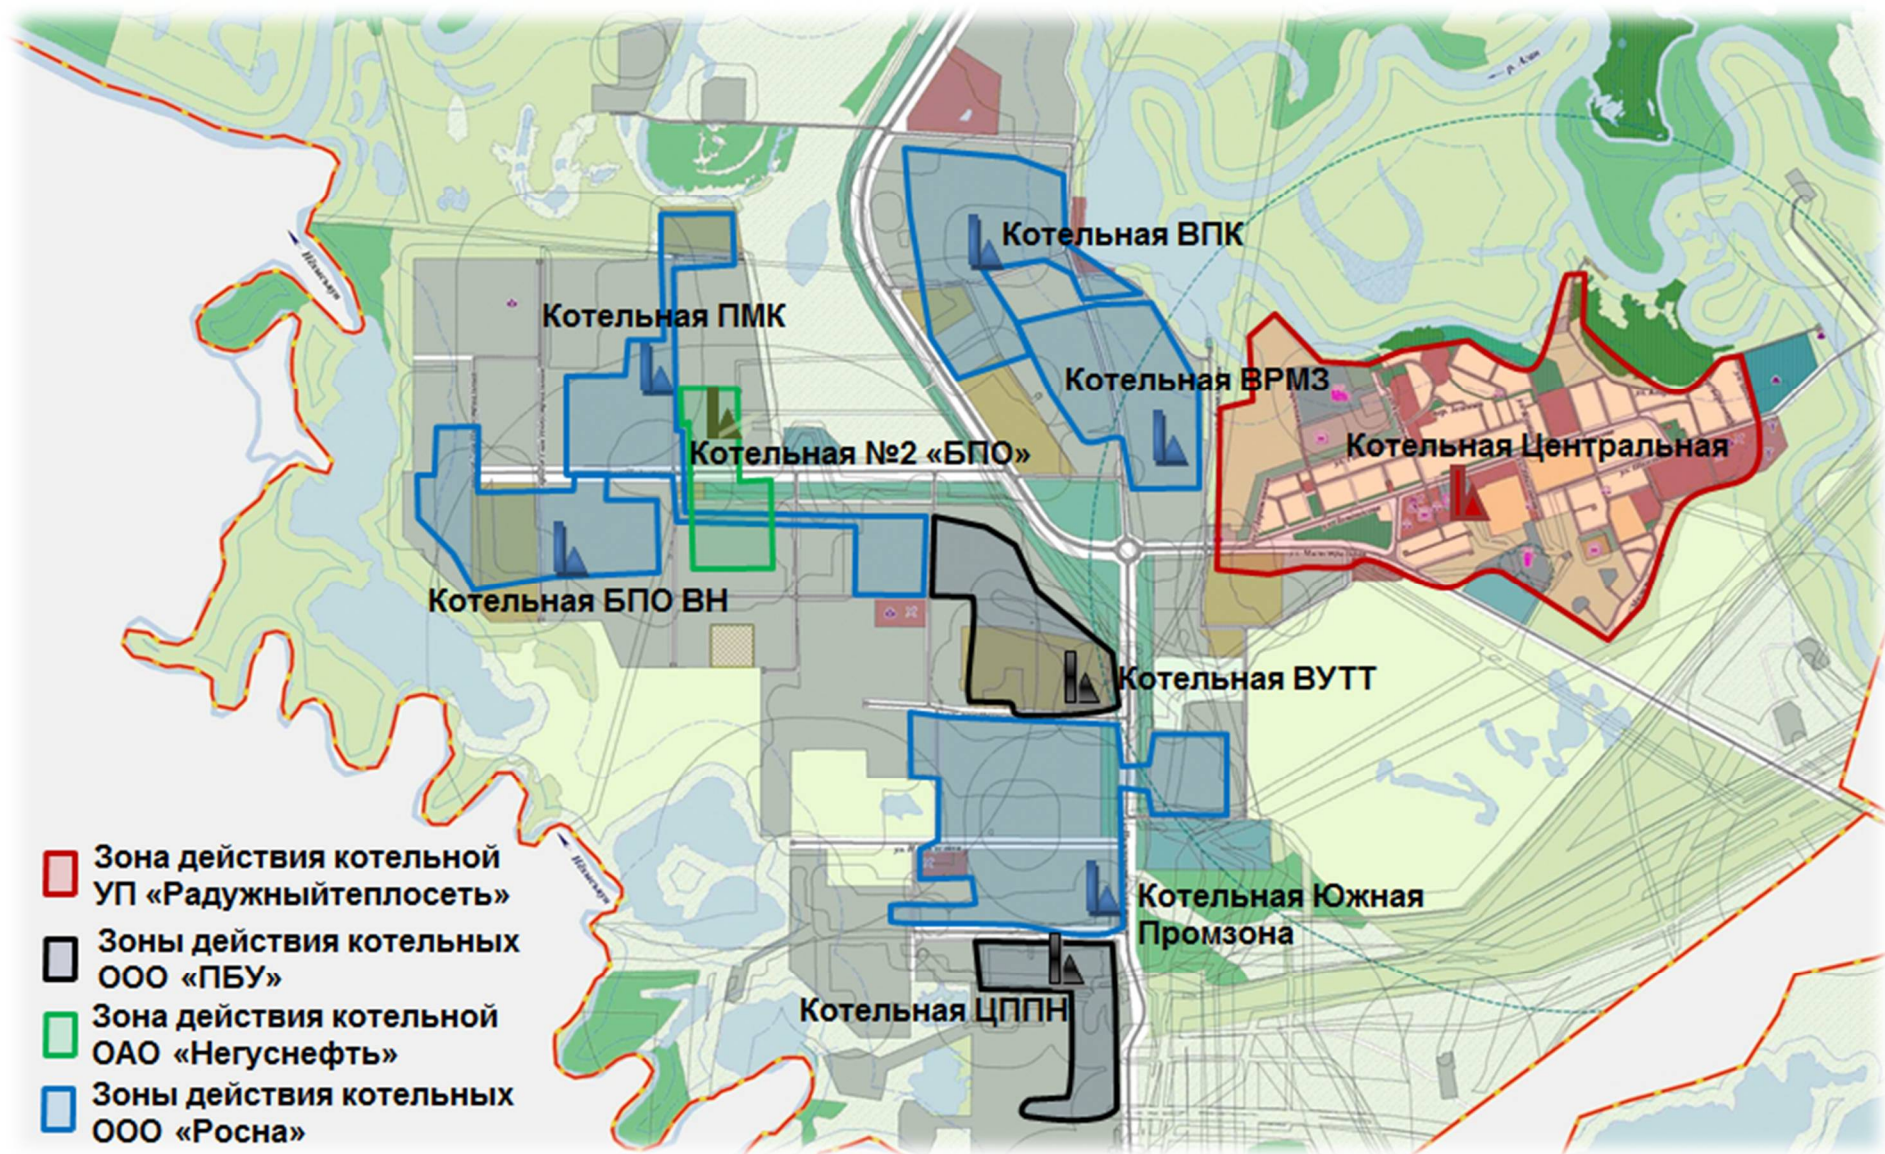 р. Аган
Котельная ВПК
Нёгуськун
Котельная ПМК
Котельная ВРМЗ
Котельная Центральная
Котельная №2 «БПО»
Котельная БПО ВН
Котельная ВУТТ
Зона действия котельной
УП «Радужныйтеплосеть»
Зоны действия котельных
ООО «ПБУ»
Зона действия котельной
ОАО «Негуснефть»
Зоны действия котельных
ООО «Росна»
Котельная Южная
Промзона
Котельная ЦППН